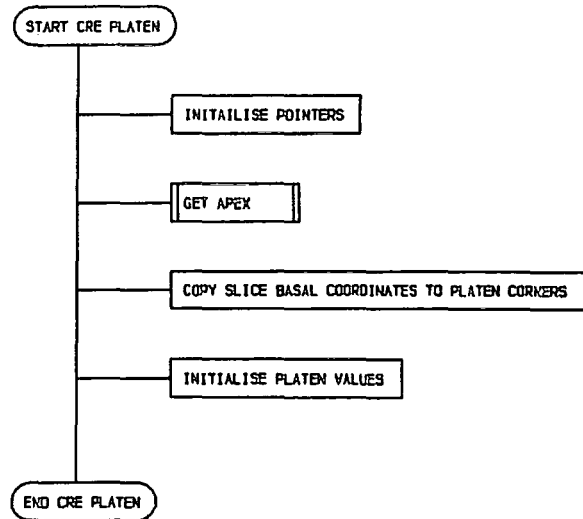 START CRE PLATEN
INITAILISE POINTERS
GET APEX
COPY SLICE BASAL COORDINATES TO PLATEN CORNERS
INITIALISE PLATEN VALUES
END CRE PLATEN